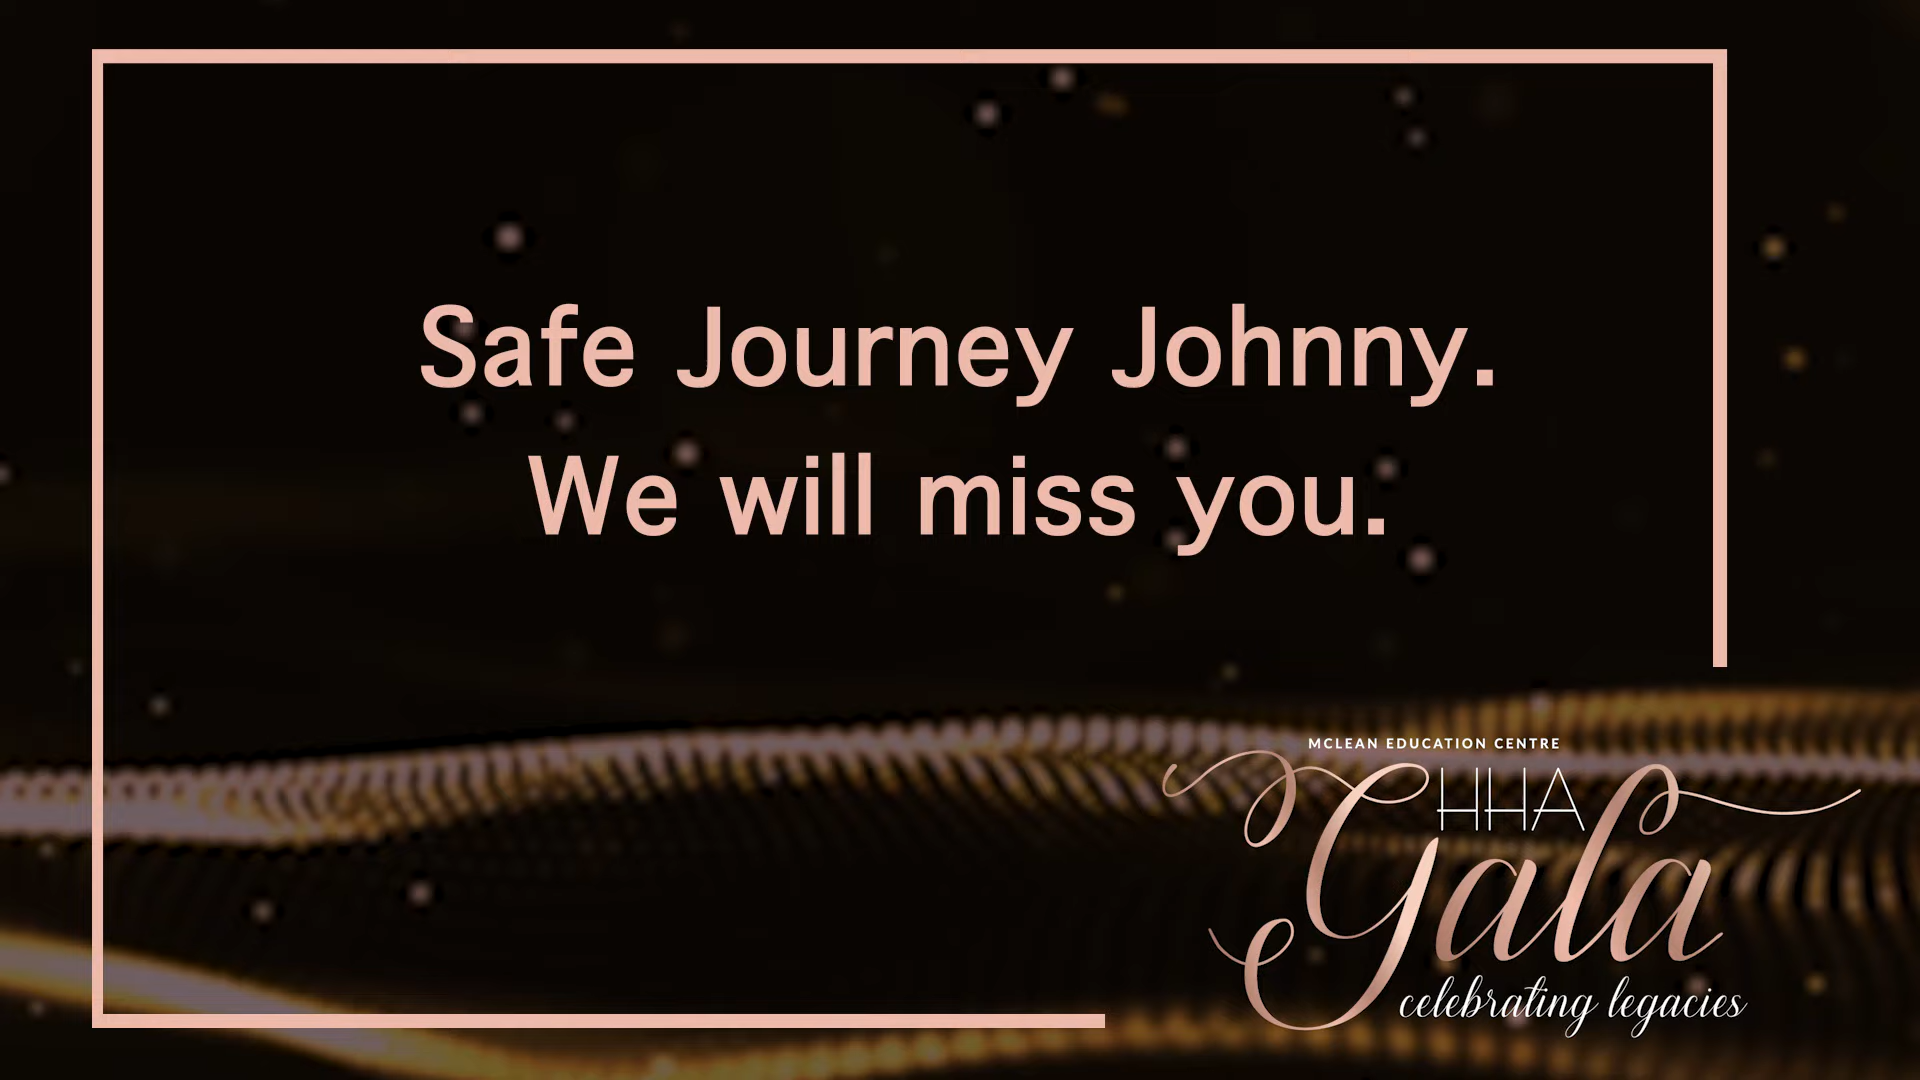 Safe Journey Johnny.
We will miss you.
MCLEAN EDUCATION CENTRE
HHA
Gala
celebrating legacies